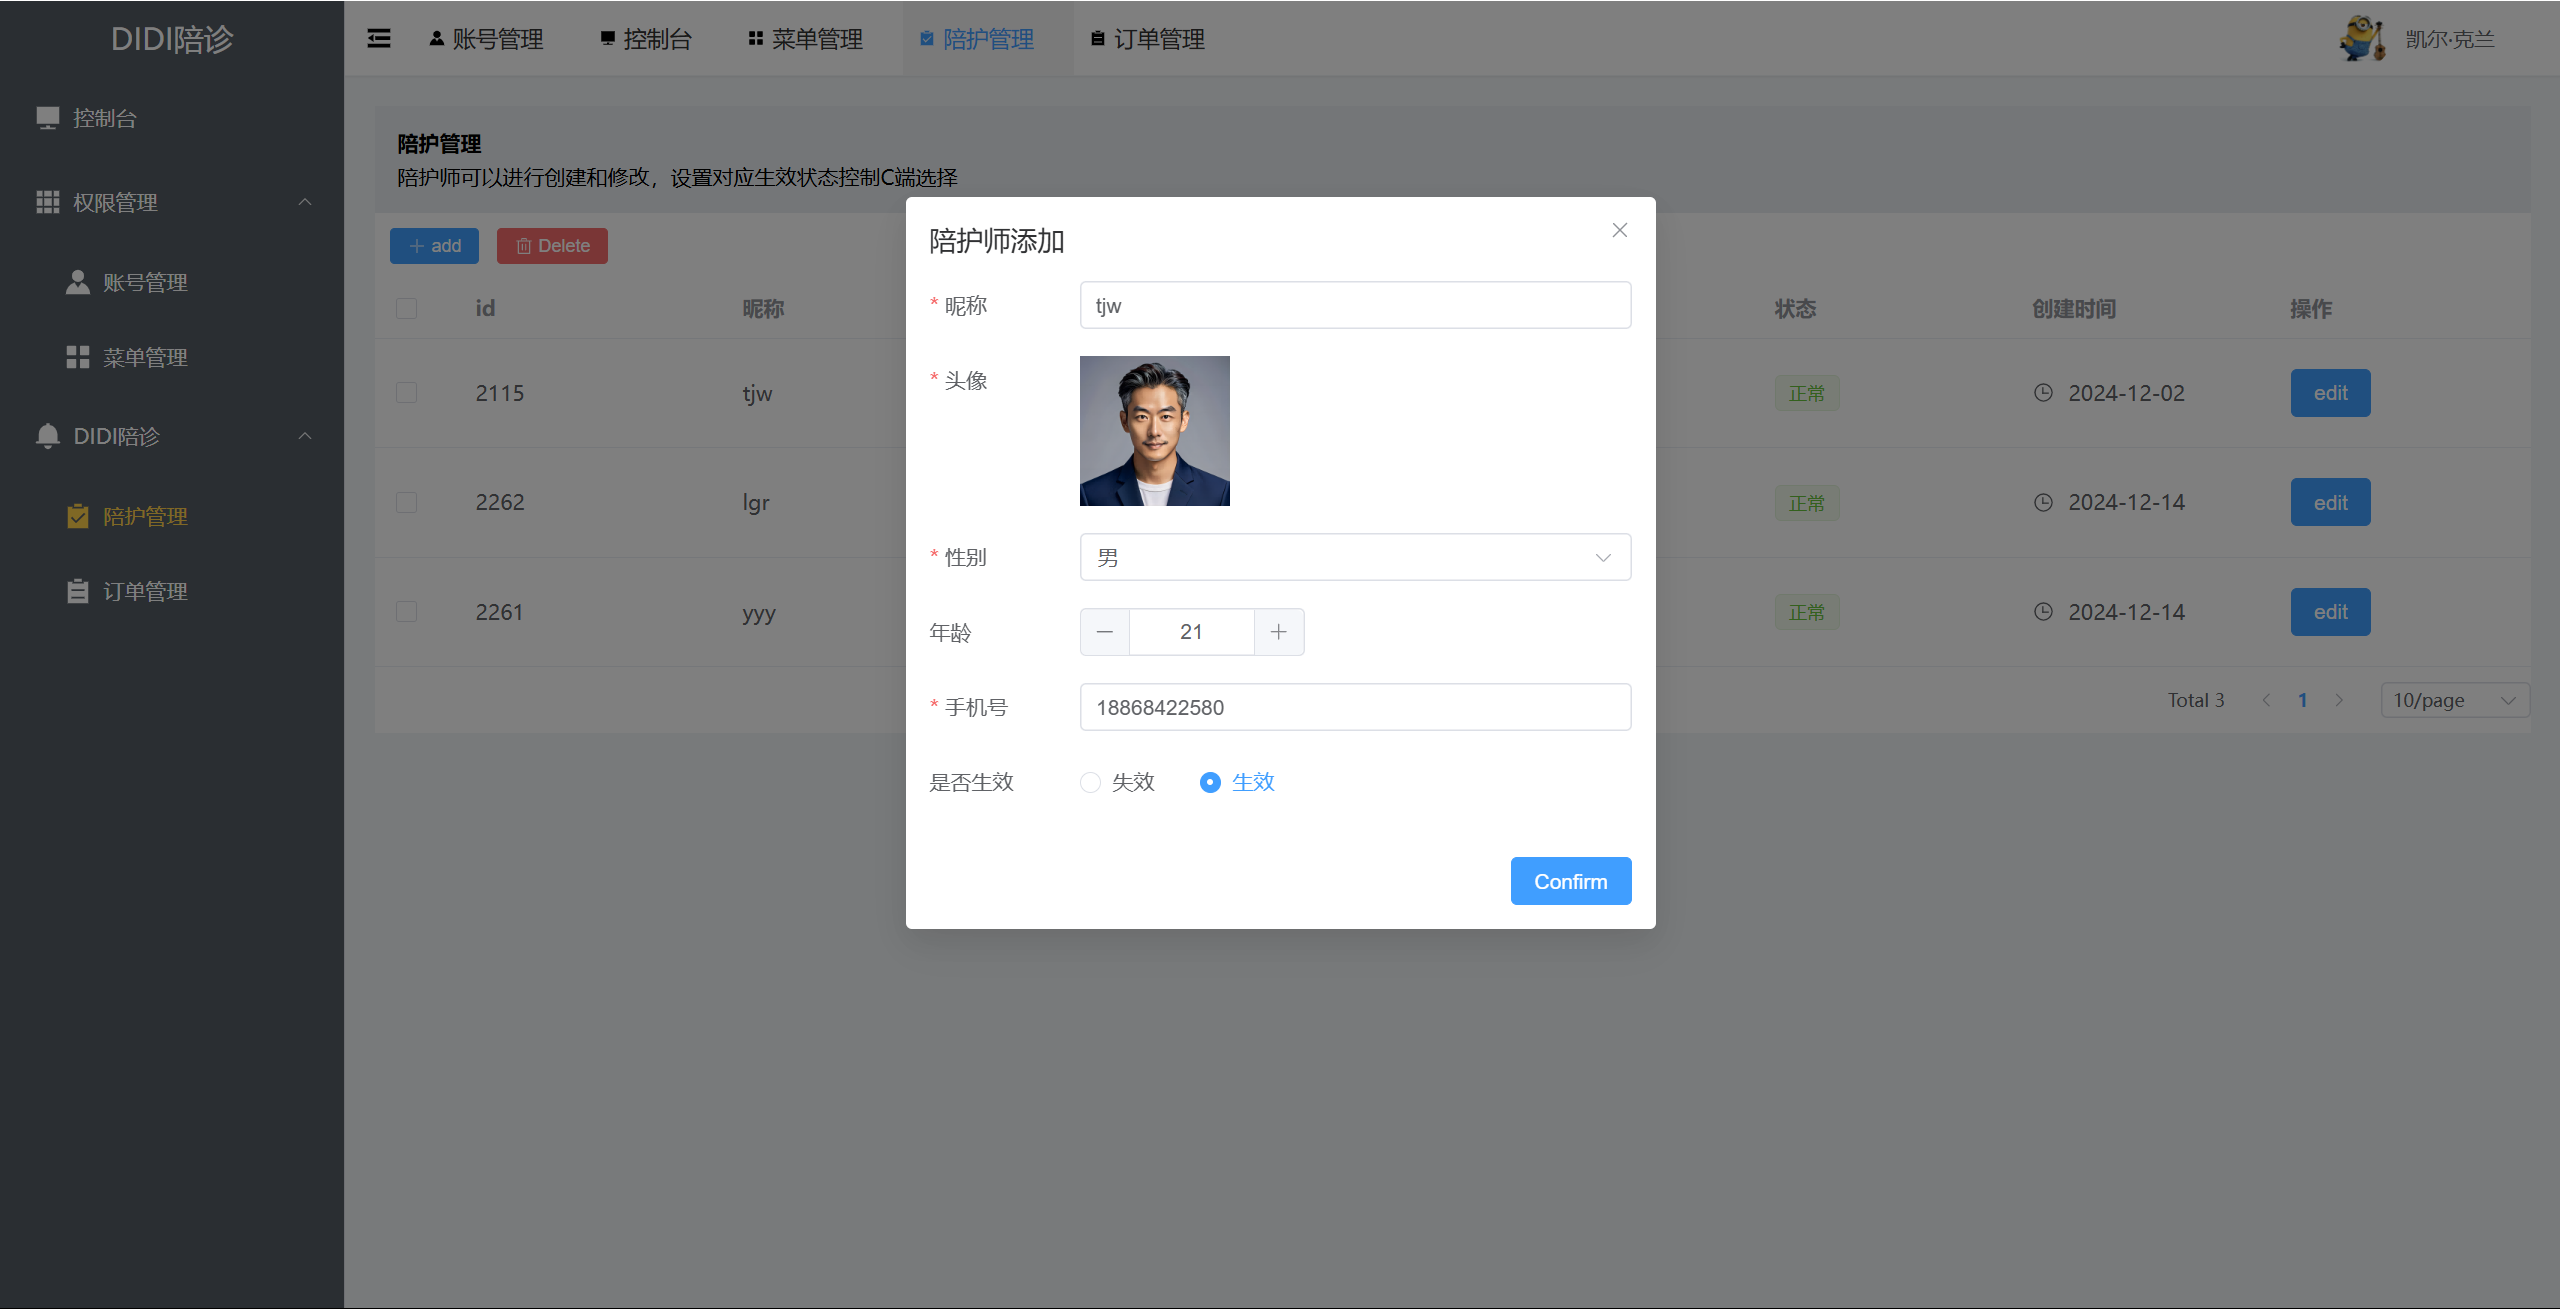 DIDI陪诊
控制台
权限管理
账号管理
菜单管理
DIDI陪诊
陪护管理
订单管理
账号管理 控制台 菜单管理 陪护管理 订单管理 凯尔·克兰
陪护管理
陪护师可以进行创建和修改，设置对应生效状态控制C端选择
add Delete
id 昵称 状态 创建时间 操作
2115 tjw 正常 2024-12-02 edit
2262 lgr 正常 2024-12-14 edit
2261 yyy 正常 2024-12-14 edit
Total 3 1 10/page
陪护师添加
* 昵称 tjw
* 头像
* 性别 男
年龄 21
* 手机号 18868422580
是否生效 失效 生效
Confirm